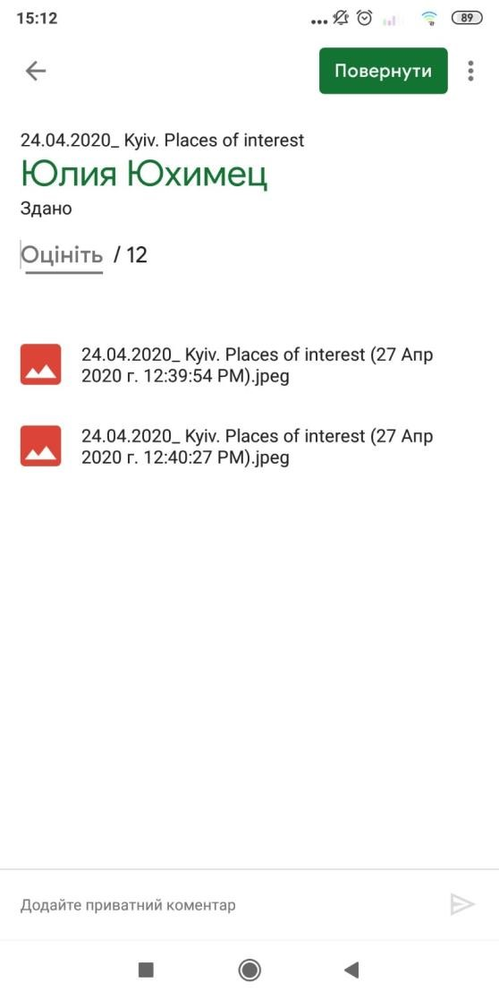 15:12
89
Повернути
24.04.2020_ Kyiv. Places of interest
Юлия Юхимец
Здано
Оцініть / 12
24.04.2020_ Kyiv. Places of interest (27 Апр
2020 г. 12:39:54 PM).jpeg
24.04.2020_ Kyiv. Places of interest (27 Апр
2020 г. 12:40:27 PM).jpeg
Додайте приватний коментар